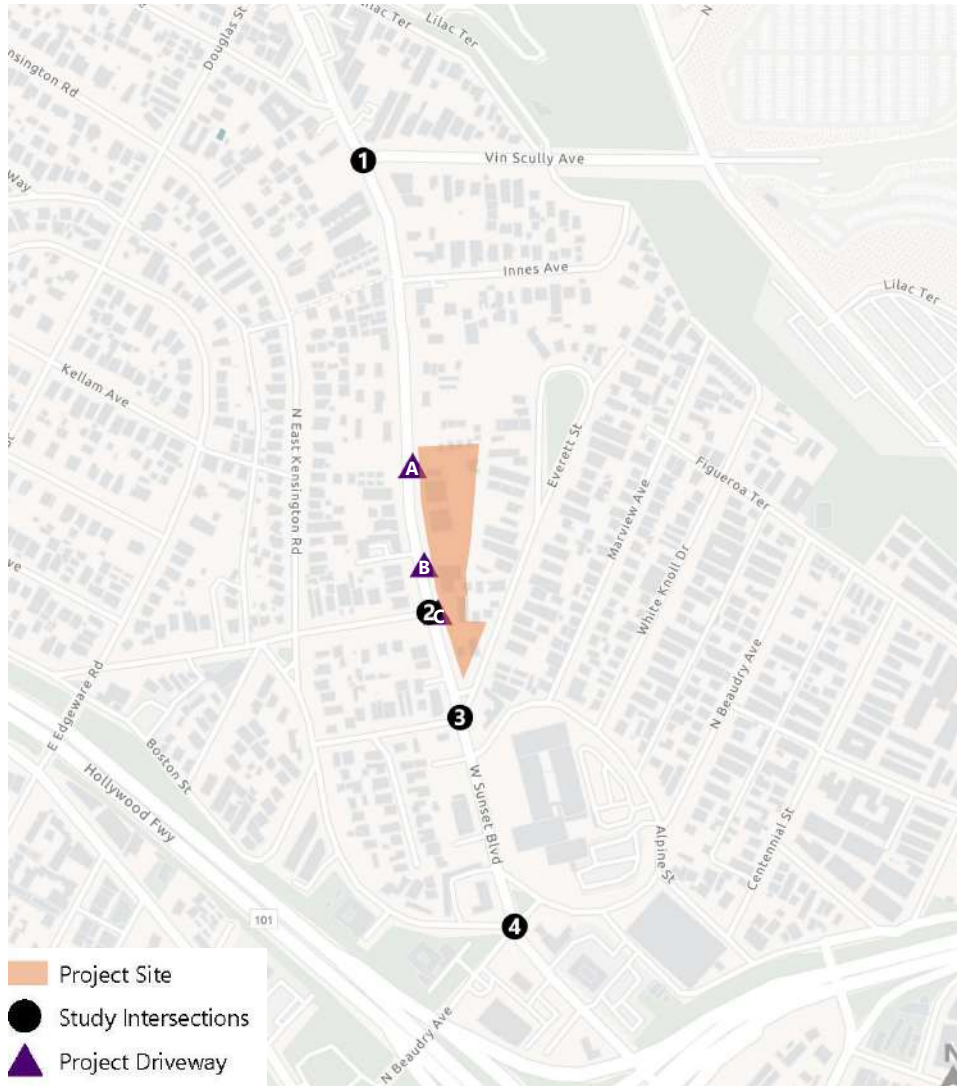 Lilac Ter
Lilac Ter
N
Douglas St
nsington Rd
1
Vin Scully Ave
Way
Innes Ave
Lilac Ter
Kellam Ave
N East Kensington Rd
Everett St
Figueroa Ter
A
Marview Ave
White Knoll Dr
B
2
C
N Beaudry Ave
E Edgeware Rd
3
Boston St
Hollywood Fwy
W Sunset Blvd
Alpine St
Centennial St
101
4
Project Site
Study Intersections
Project Driveway
N Beaudry Ave
N